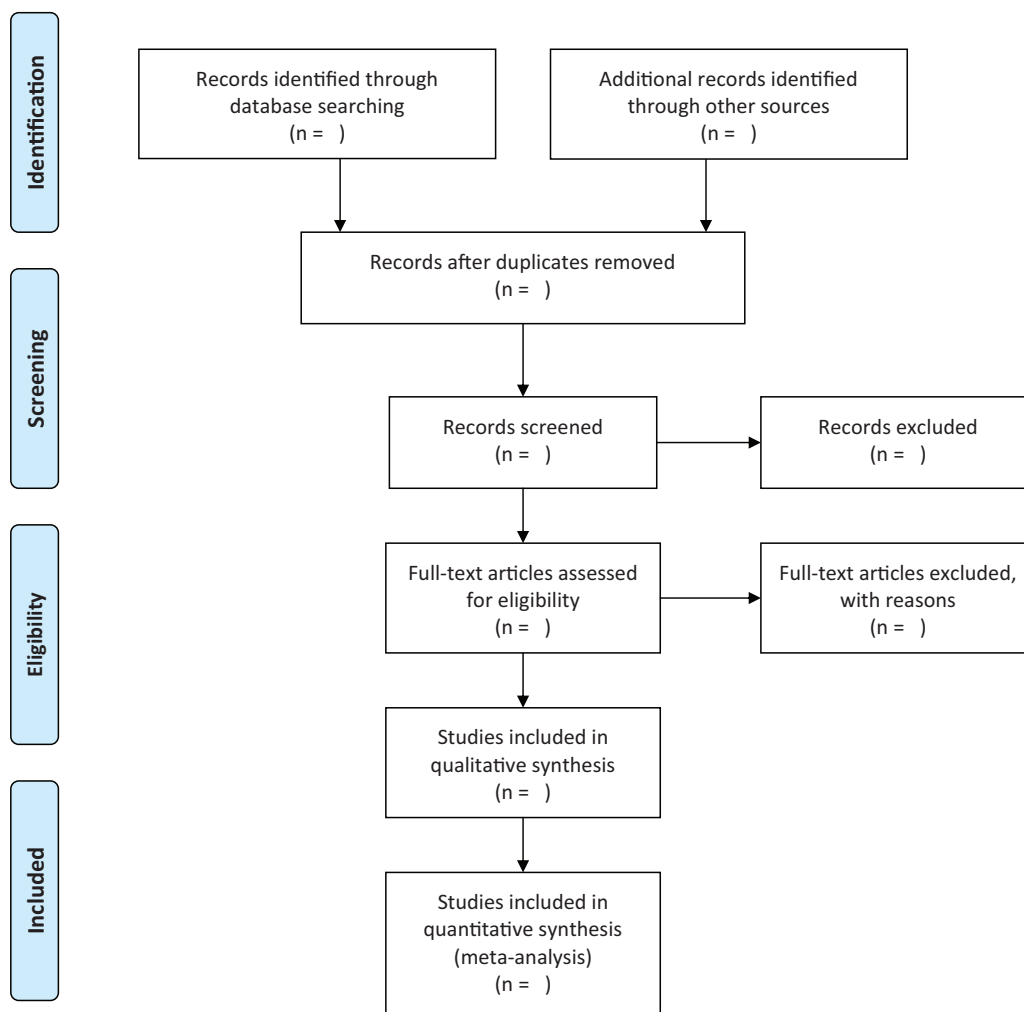 Identification
Records identified through
database searching
(n =   )
Additional records identified
through other sources
(n =   )
Records after duplicates removed
(n =   )
Screening
Records screened
(n =   )
Records excluded
(n =   )
Eligibility
Full-text articles assessed
for eligibility
(n =   )
Full-text articles excluded,
with reasons
(n =   )
Studies included in
qualitative synthesis
(n =   )
Included
Studies included in
quantitative synthesis
(meta-analysis)
(n =   )